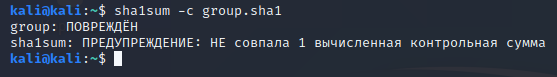 kali@kali:~$ sha1sum -c group.sha1
group: ПОВРЕЖДЁН
sha1sum: ПРЕДУПРЕЖДЕНИЕ: НЕ совпала 1 вычисленная контрольная сумма
kali@kali:~$